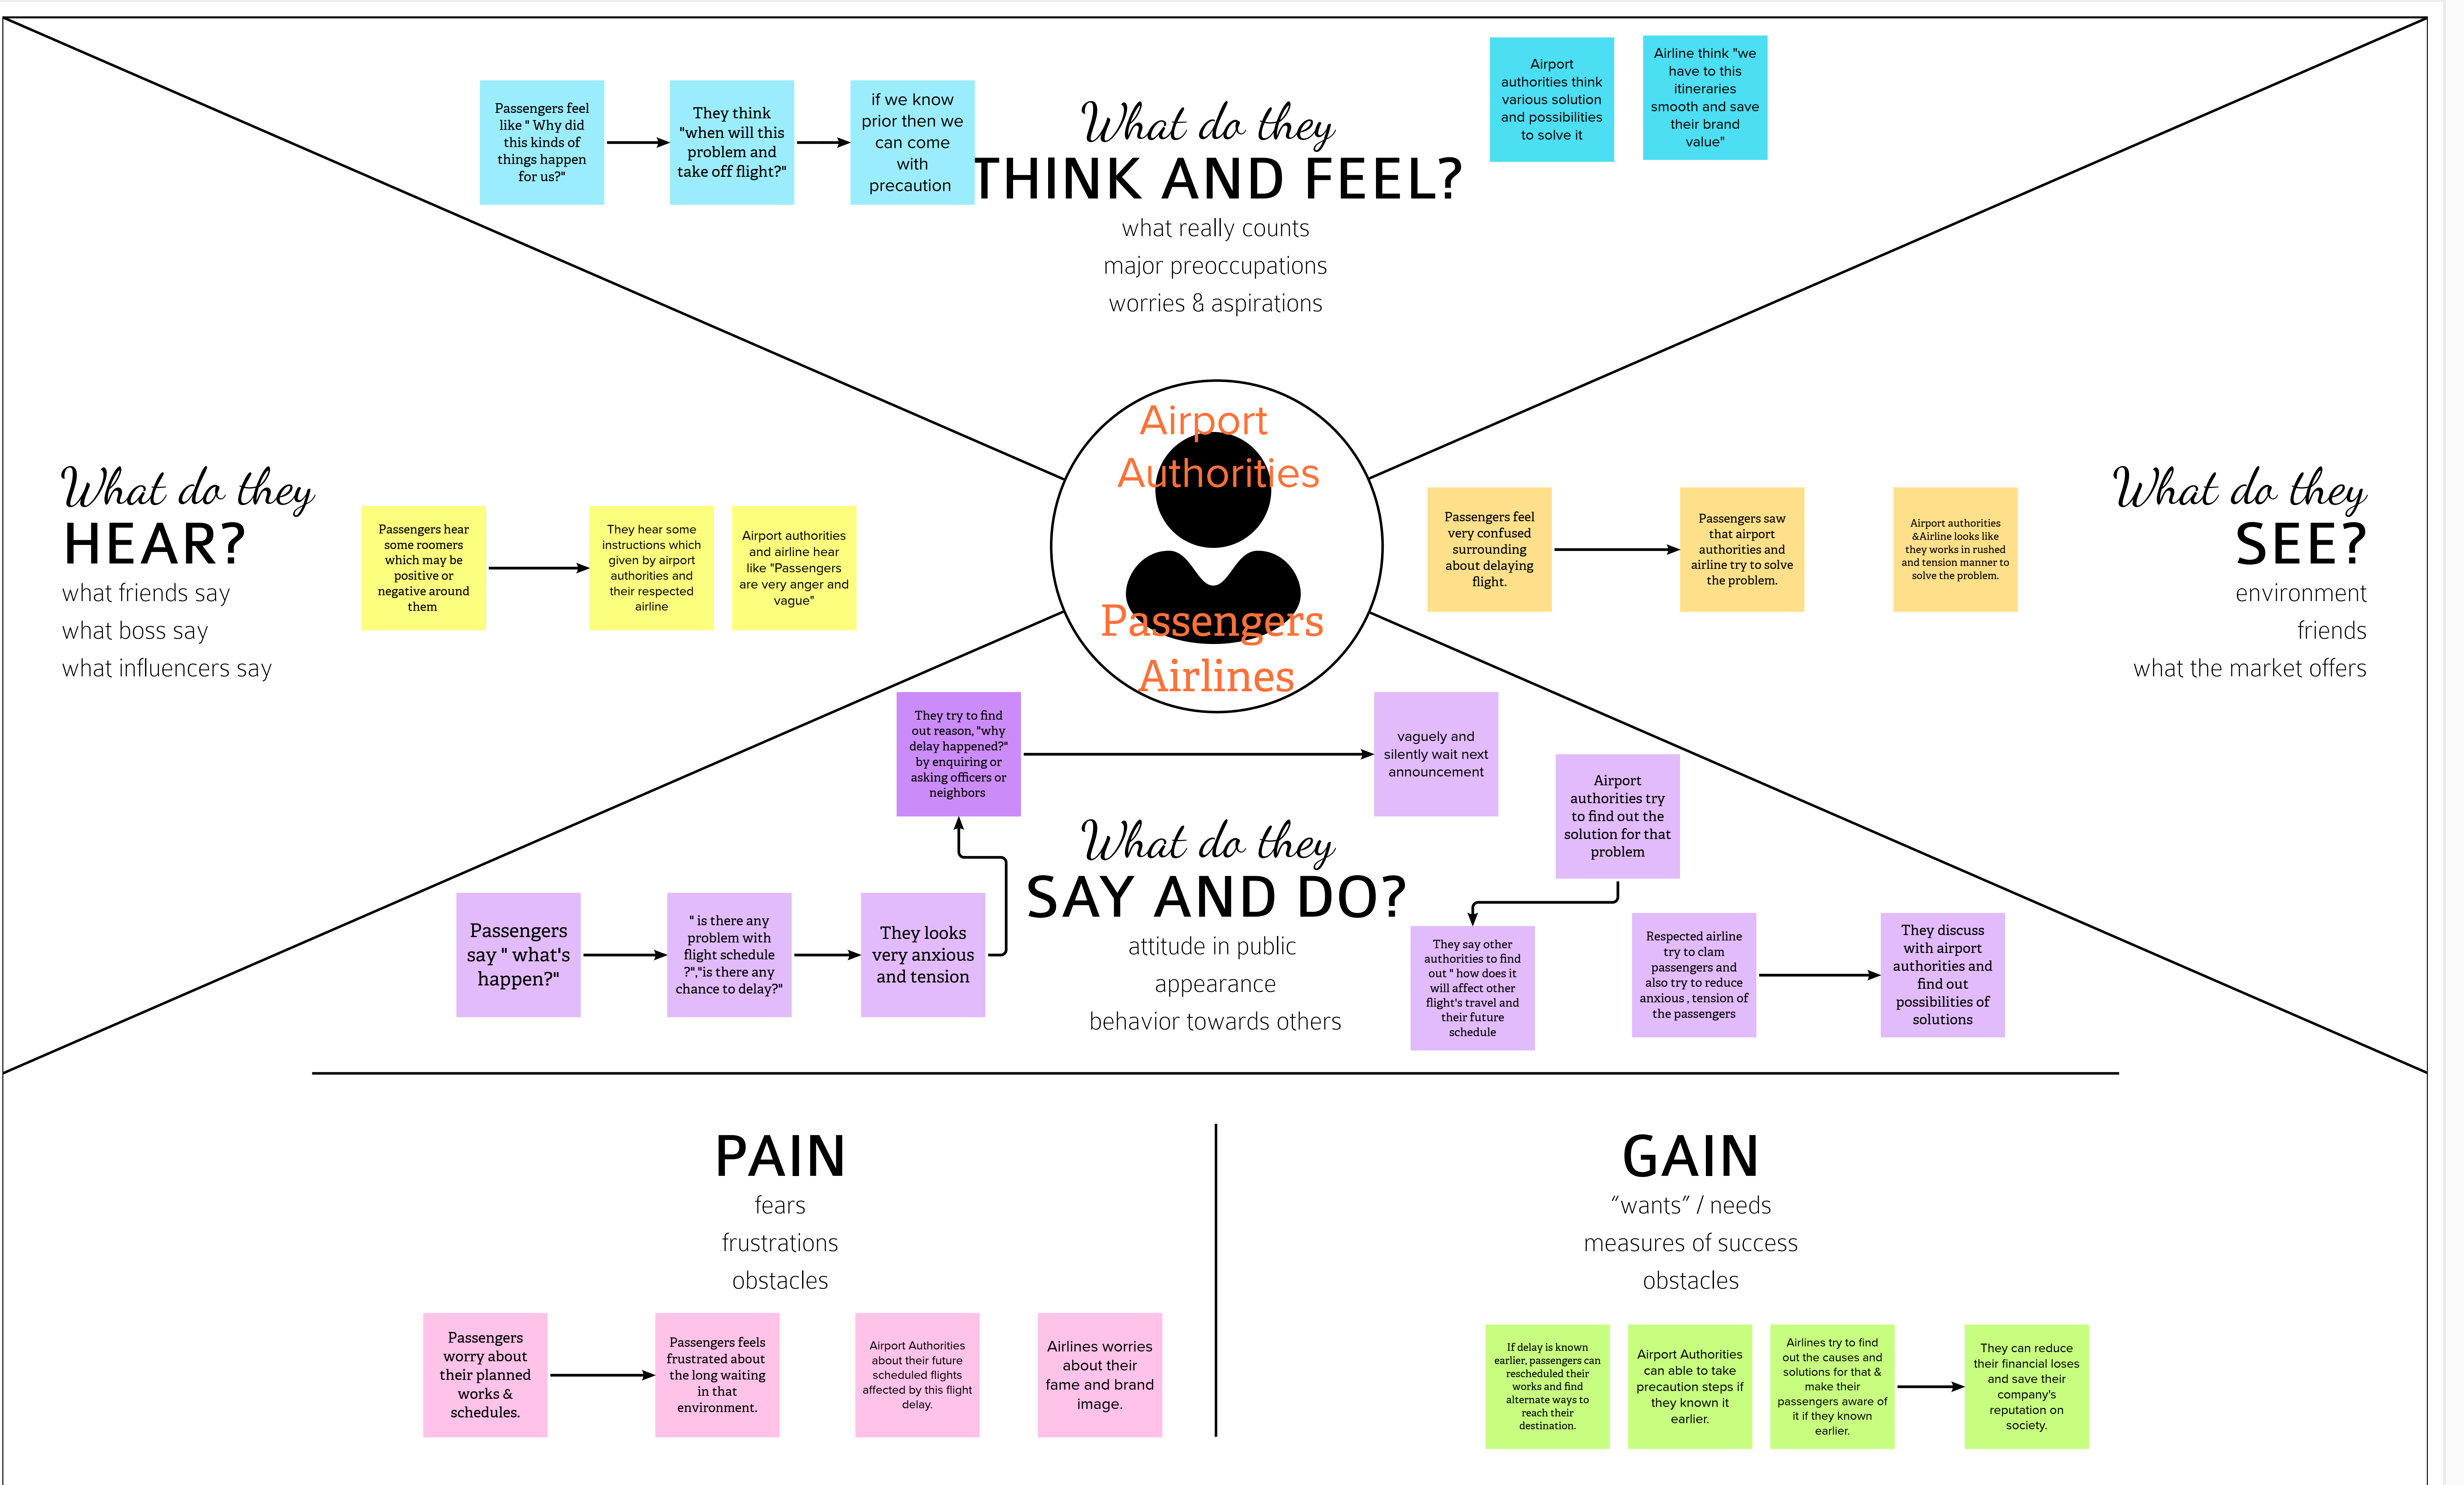 Passengers feel
like " Why did
this kinds of
things happen
for us?"
They think
"when will this
problem and
take off flight?"
if we know
prior then we
can come
with
precaution
What do they
THINK AND FEEL?
what really counts
major preoccupations
worries & aspirations
Airport
authorities think
various solution
and possibilities
to solve it
Airline think "we
have to this
itineraries
smooth and save
their brand
value"
What do they
HEAR?
what friends say
what boss say
what influencers say
Passengers hear
some roomers
which may be
positive or
negative around
them
They hear some
instructions which
given by airport
authorities and
their respected
airline
Airport authorities
and airline hear
like "Passengers
are very anger and
vague"
Airport
Authorities
Passengers
Airlines
Passengers feel
very confused
surrounding
about delaying
flight.
Passengers saw
that airport
authorities and
airline try to solve
the problem.
Airport authorities
&Airline looks like
they works in rushed
and tension manner to
solve the problem.
What do they
SEE?
environment
friends
what the market offers
They try to find
out reason, "why
delay happened?"
by enquiring or
asking officers or
neighbors
vaguely and
silently wait next
announcement
Airport
authorities try
to find out the
solution for that
problem
What do they
SAY AND DO?
attitude in public
appearance
behavior towards others
Passengers
say " what's
happen?"
" is there any
problem with
flight schedule
?","is there any
chance to delay?"
They looks
very anxious
and tension
They say other
authorities to find
out " how does it
will affect other
flight's travel and
their future
schedule
Respected airline
try to clam
passengers and
also try to reduce
anxious , tension of
the passengers
They discuss
with airport
authorities and
find out
possibilities of
solutions
PAIN
fears
frustrations
obstacles
Passengers
worry about
their planned
works &
schedules.
Passengers feels
frustrated about
the long waiting
in that
environment.
Airport Authorities
about their future
scheduled flights
affected by this flight
delay.
Airlines worries
about their
fame and brand
image.
GAIN
“wants” / needs
measures of success
obstacles
If delay is known
earlier, passengers can
rescheduled their
works and find
alternate ways to
reach their
destination.
Airport Authorities
can able to take
precaution steps if
they known it
earlier.
Airlines try to find
out the causes and
solutions for that &
make their
passengers aware of
it if they known
earlier.
They can reduce
their financial loses
and save their
company's
reputation on
society.